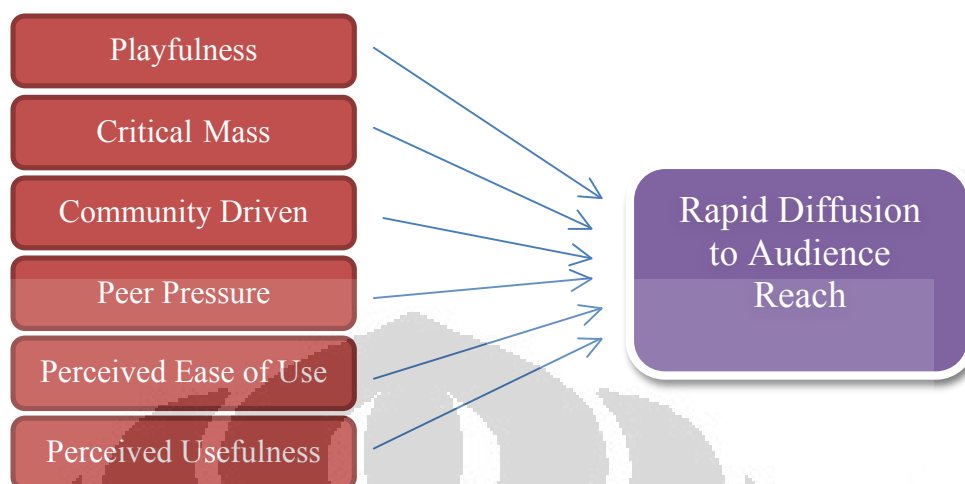 Playfulness
Critical Mass
Community Driven
Peer Pressure
Perceived Ease of Use
Perceived Usefulness
Rapid Diffusion
to Audience
Reach